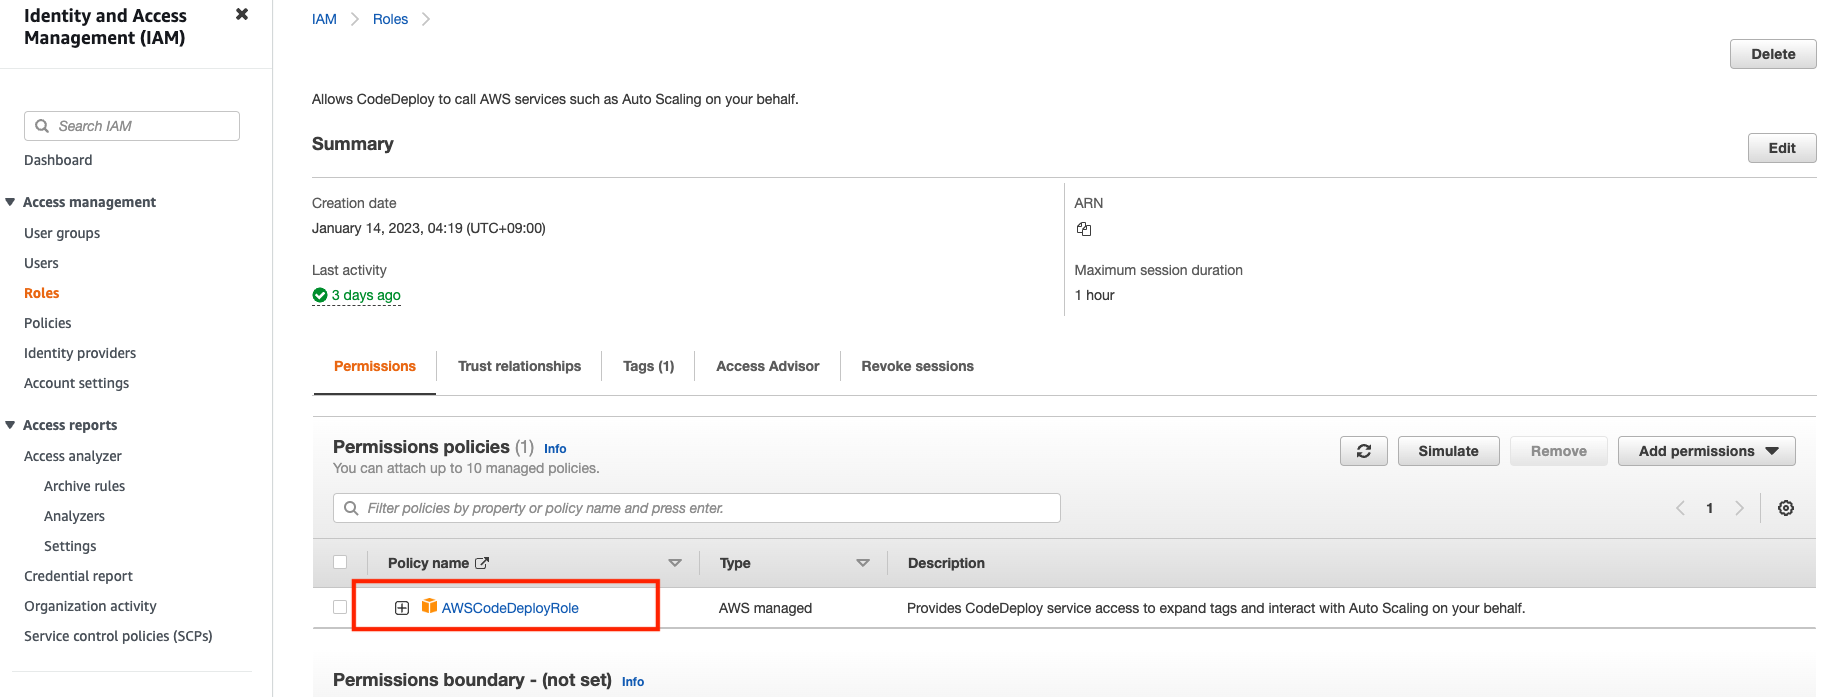 Identity and Access
Management (IAM)
Search IAM
Dashboard
Access management
User groups
Users
Roles
Policies
Identity providers
Account settings
Access reports
Access analyzer
Archive rules
Analyzers
Settings
Credential report
Organization activity
Service control policies (SCPs)
IAM Roles
Delete
Allows CodeDeploy to call AWS services such as Auto Scaling on your behalf.
Summary
Edit
Creation date
January 14, 2023, 04:19 (UTC+09:00)
ARN
Last activity
3 days ago
Maximum session duration
1 hour
Permissions Trust relationships Tags (1) Access Advisor Revoke sessions
Permissions policies (1) Info
You can attach up to 10 managed policies.
Simulate Remove Add permissions
Filter policies by property or policy name and press enter.
1
Policy name Type Description
AWSCodeDeployRole AWS managed Provides CodeDeploy service access to expand tags and interact with Auto Scaling on your behalf.
Permissions boundary - (not set) Info